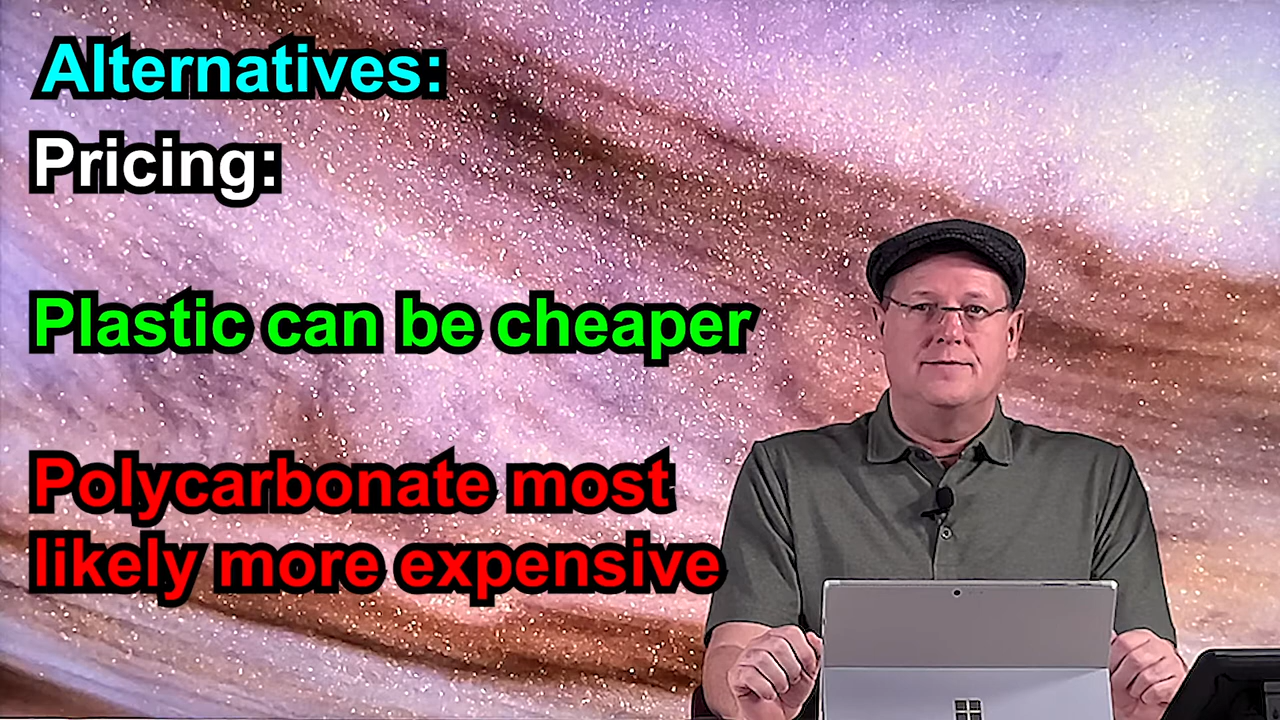 Alternatives:
Pricing:
Plastic can be cheaper
Polycarbonate most
likely more expensive